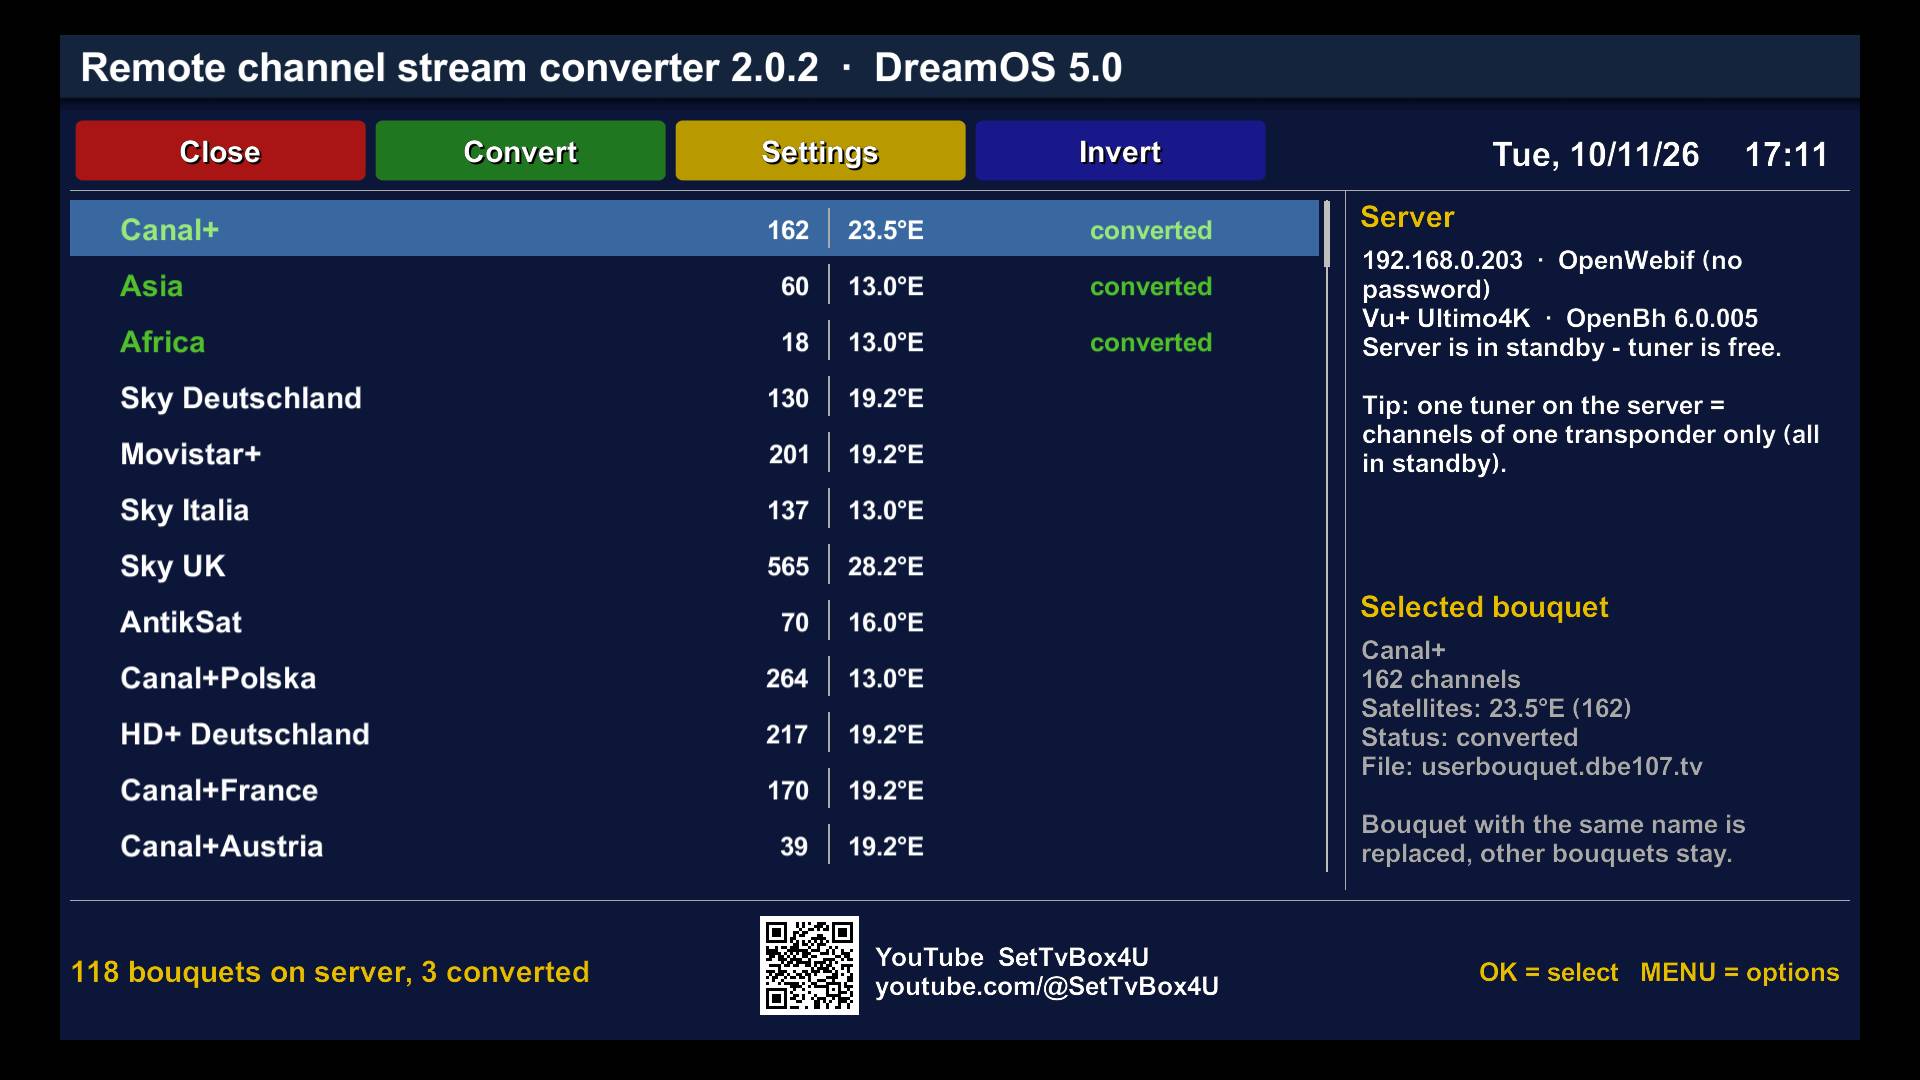 Remote channel stream converter 2.0.2 · DreamOS 5.0
Close Convert Settings Invert Tue, 10/11/26 17:11
Canal+ 162 23.5°E converted
Asia 60 13.0°E converted
Africa 18 13.0°E converted
Sky Deutschland 130 19.2°E
Movistar+ 201 19.2°E
Sky Italia 137 13.0°E
Sky UK 565 28.2°E
AntikSat 70 16.0°E
Canal+Polska 264 13.0°E
HD+ Deutschland 217 19.2°E
Canal+France 170 19.2°E
Canal+Austria 39 19.2°E
Server
192.168.0.203 · OpenWebif (no
password)
Vu+ Ultimo4K · OpenBh 6.0.005
Server is in standby - tuner is free.
Tip: one tuner on the server =
channels of one transponder only (all
in standby).
Selected bouquet
Canal+
162 channels
Satellites: 23.5°E (162)
Status: converted
File: userbouquet.dbe107.tv
Bouquet with the same name is
replaced, other bouquets stay.
118 bouquets on server, 3 converted
YouTube SetTvBox4U
youtube.com/@SetTvBox4U
OK = select MENU = options